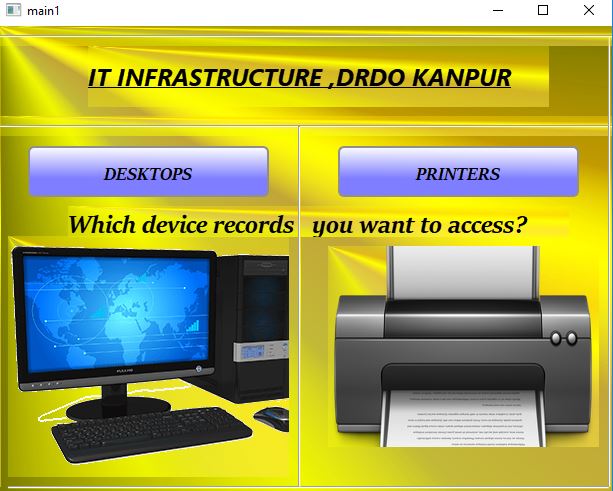 main1
IT INFRASTRUCTURE ,DRDO KANPUR
DESKTOPS PRINTERS
Which device records you want to access?